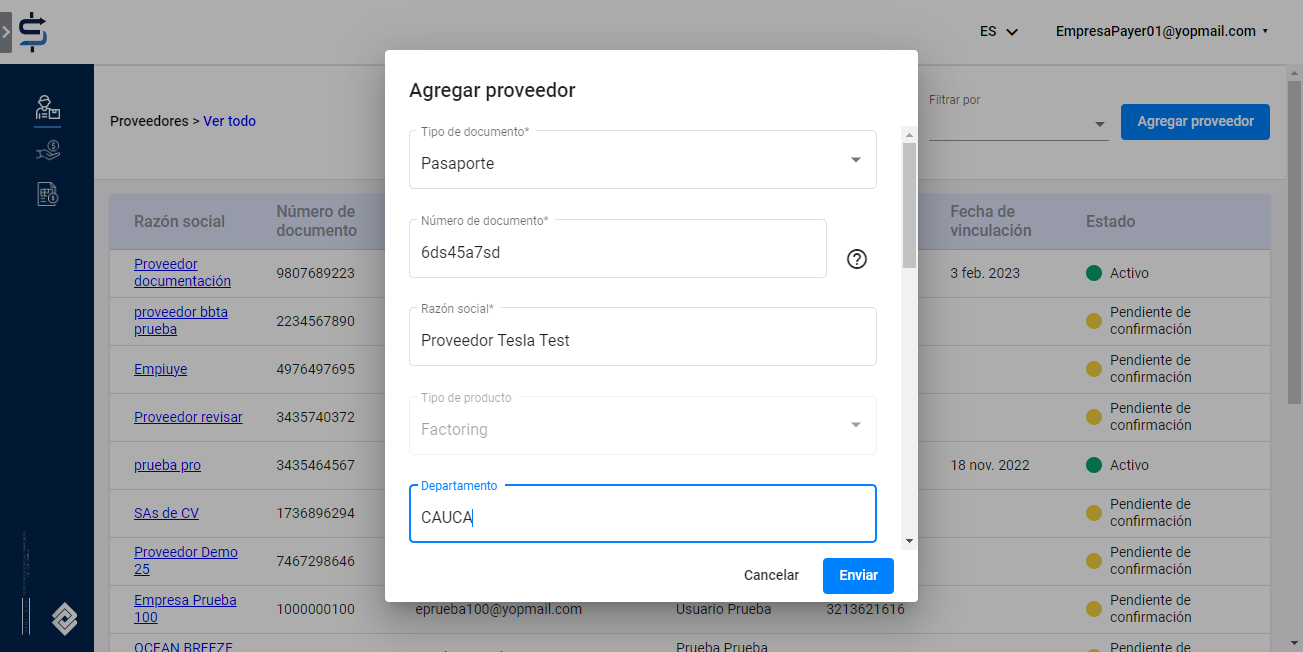 ES
EmpresaPayer01@yopmail.com
Proveedores > Ver todo
Filtrar por
Agregar proveedor
Agregar proveedor
Tipo de documento*
Pasaporte
Número de documento*
6ds45a7sd
Razón social*
Proveedor Tesla Test
Tipo de producto
Factoring
Departamento
CAUCA
Cancelar
Enviar
Razón social
Número de
documento
Fecha de
vinculación
Estado
Proveedor
documentación
9807689223
3 feb. 2023
Activo
proveedor bbta
prueba
2234567890
Pendiente de
confirmación
Empiuye
4976497695
Pendiente de
confirmación
Proveedor revisar
3435740372
Pendiente de
confirmación
prueba pro
3435464567
18 nov. 2022
Activo
SAs de CV
1736896294
Pendiente de
confirmación
Proveedor Demo
25
7467298646
Pendiente de
confirmación
Empresa Prueba
100
1000000100
eprueba100@yopmail.com
Usuario Prueba
3213621616
Pendiente de
confirmación
OCEAN BREEZE
Prueba Prueba
Pendiente de